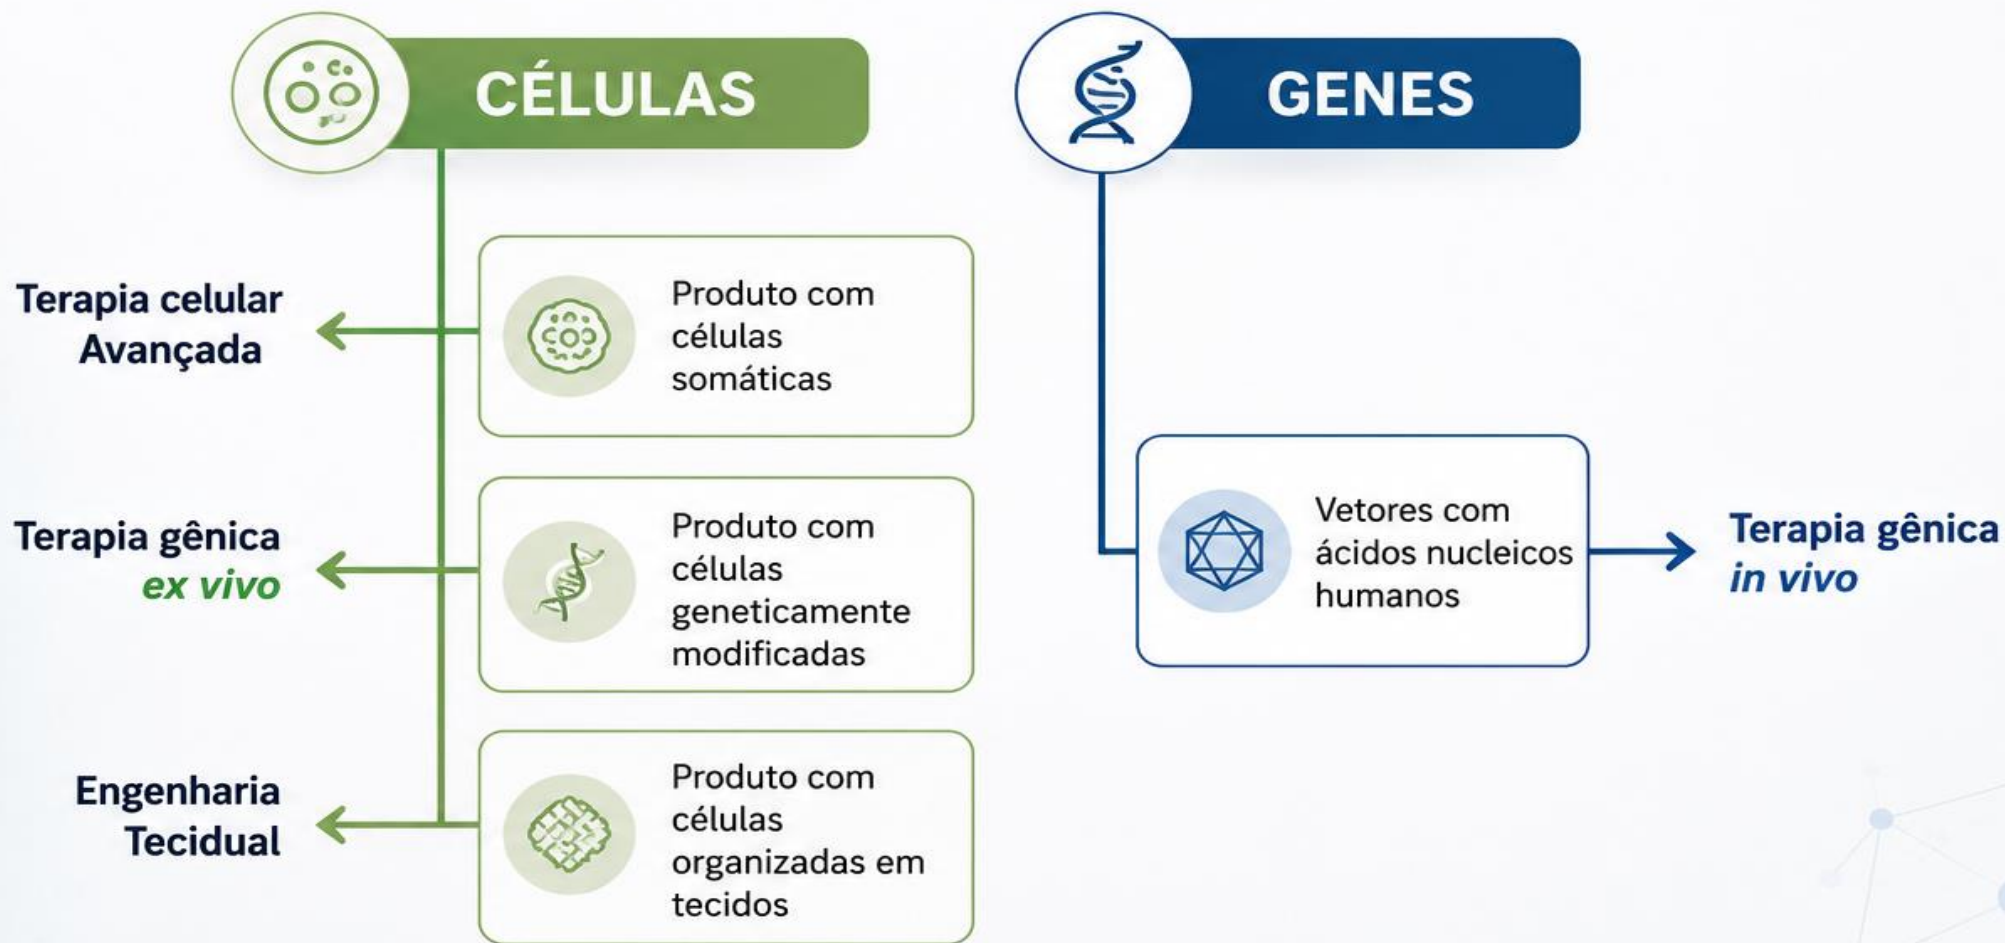 CÉLULAS
Terapia celular
Avançada
Produto com
células
somáticas
Terapia gênica
ex vivo
Produto com
células
geneticamente
modificadas
Engenharia
Tecidual
Produto com
células
organizadas em
tecidos
GENES
Vetores com
ácidos nucleicos
humanos
Terapia gênica
in vivo